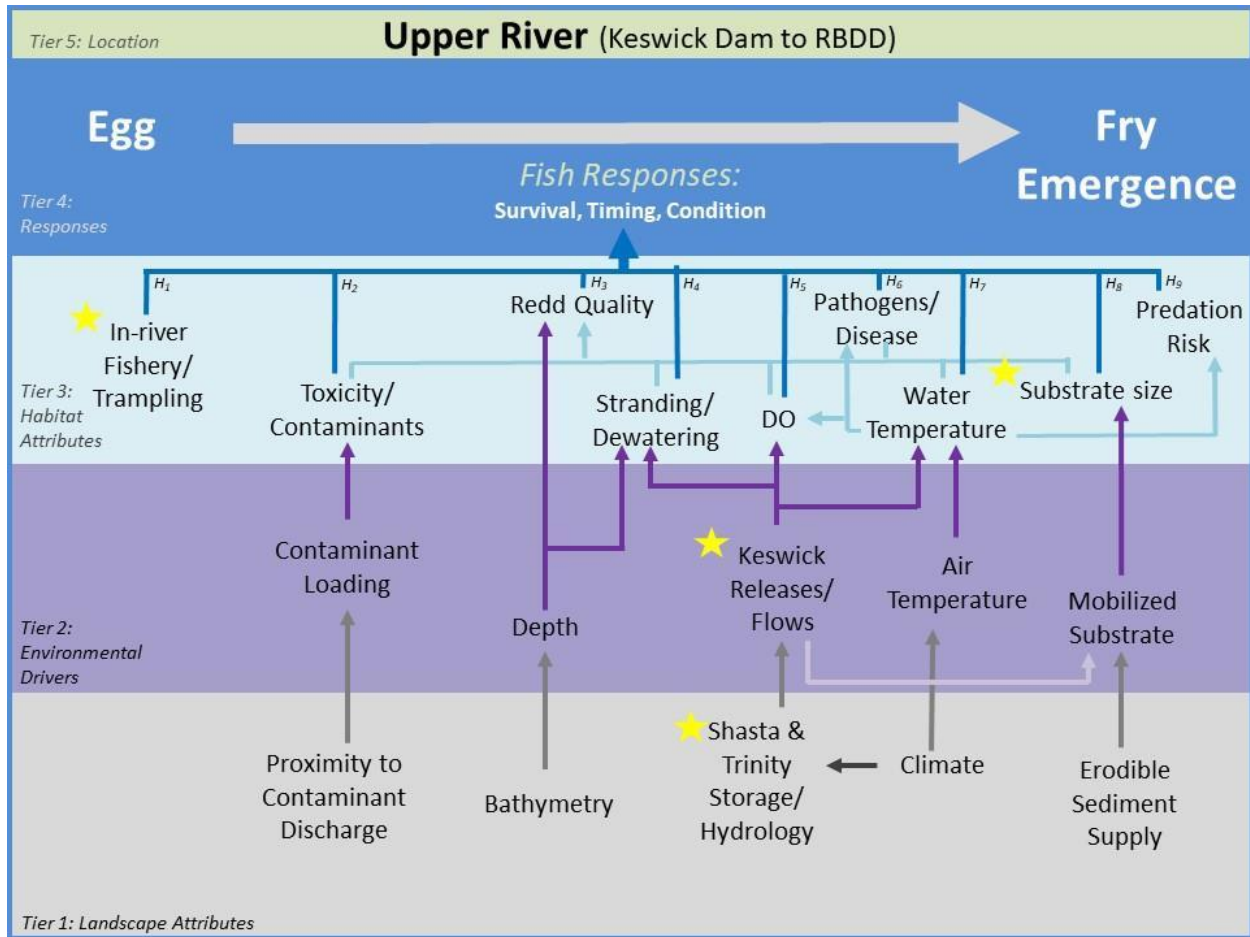 Tier 5: Location
Upper River (Keswick Dam to RBDD)
Egg
Fry
Emergence
Fish Responses:
Survival, Timing, Condition
Tier 4:
Responses
H1
H2
H3
H4
H5
H6
H7
H8
H9
In-river
Fishery/
Trampling
Toxicity/
Contaminants
Redd Quality
Stranding/
Dewatering
DO
Pathogens/
Disease
Water
Temperature
Substrate size
Predation
Risk
Tier 3:
Habitat
Attributes
Contaminant
Loading
Depth
Keswick
Releases/
Flows
Air
Temperature
Mobilized
Substrate
Tier 2:
Environmental
Drivers
Proximity to
Contaminant
Discharge
Bathymetry
Shasta &
Trinity
Storage/
Hydrology
Climate
Erodible
Sediment
Supply
Tier 1: Landscape Attributes